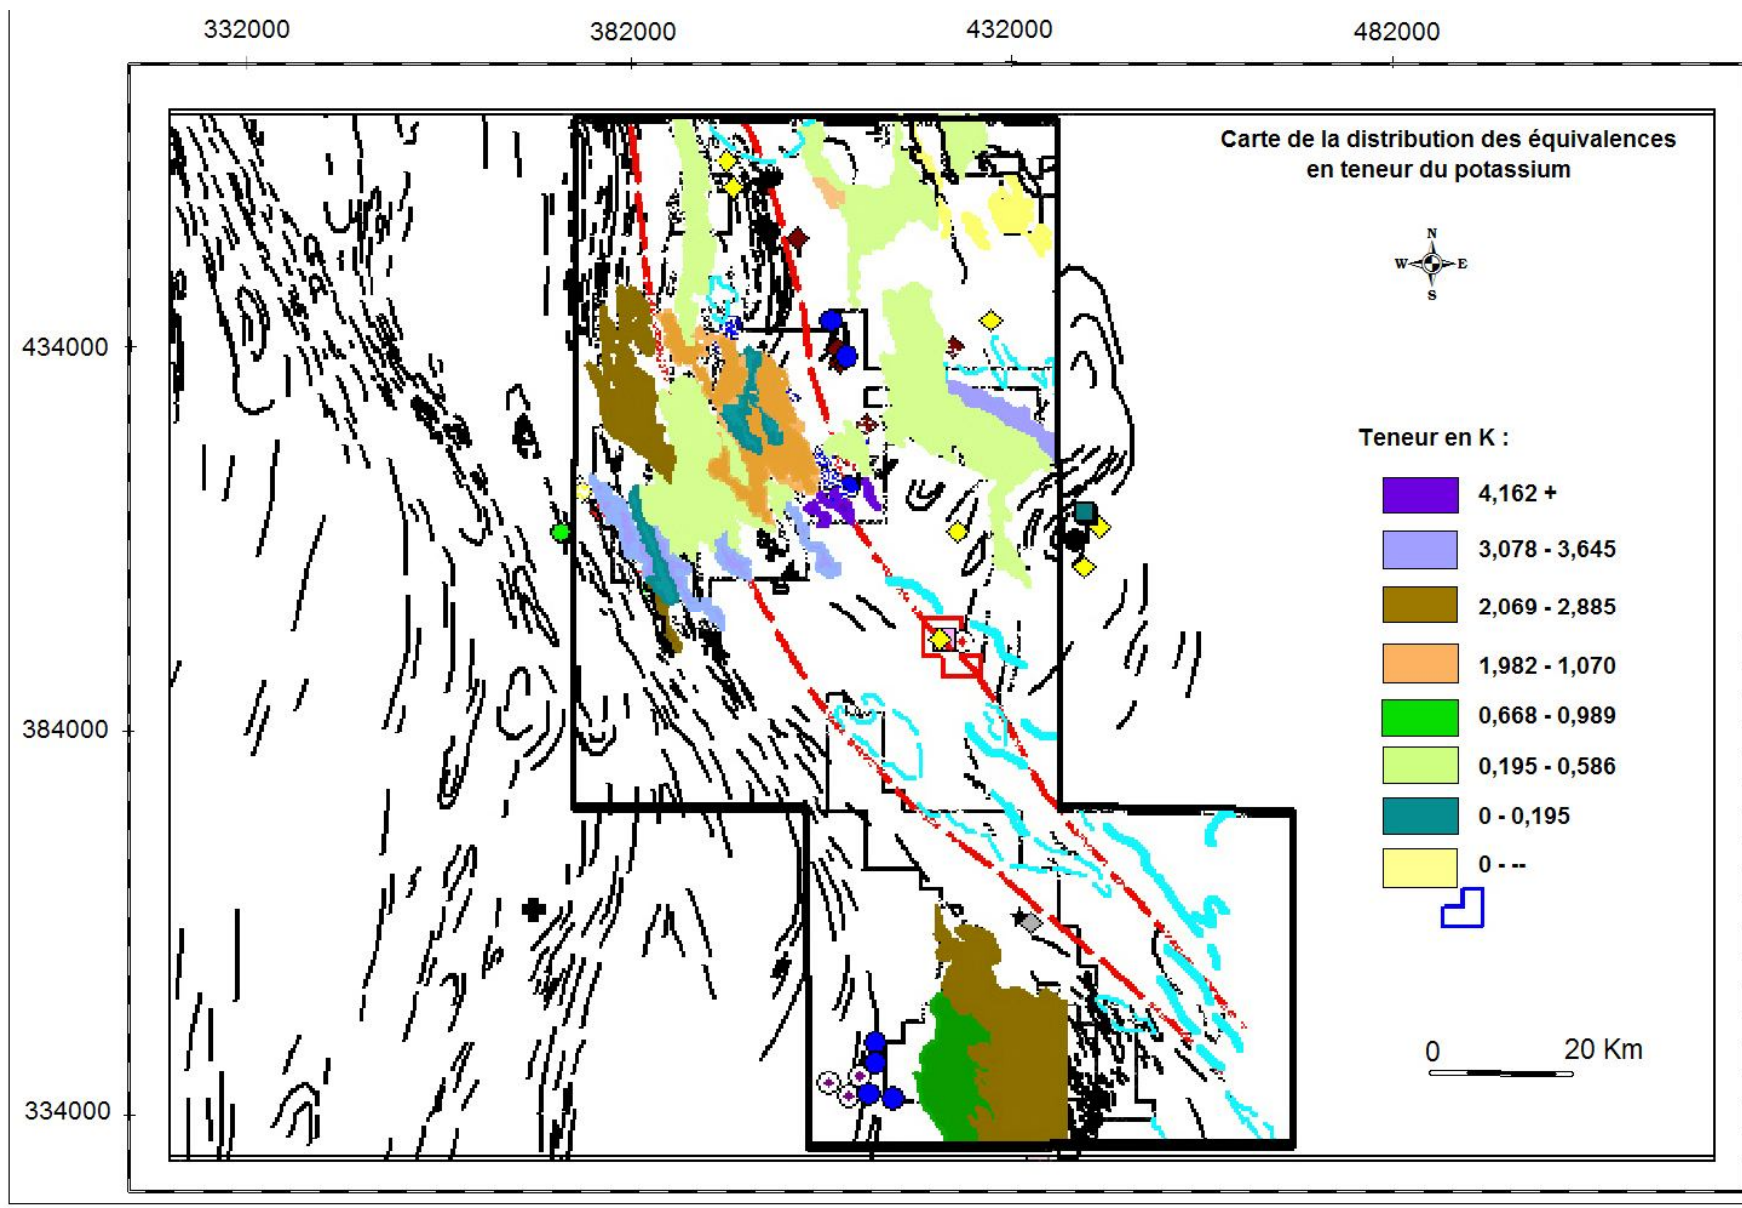 332000
382000
432000
482000
Carte de la distribution des équivalences
en teneur du potassium
N
W E
S
434000
384000
334000
Teneur en K :
4,162 +
3,078 - 3,645
2,069 - 2,885
1,982 - 1,070
0,668 - 0,989
0,195 - 0,586
0 - 0,195
0 - --
0 20 Km